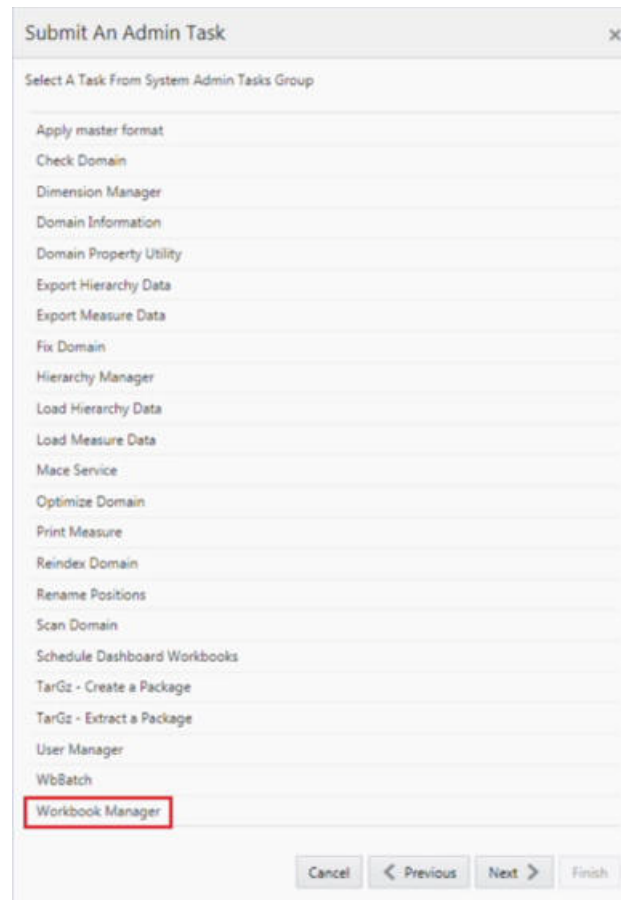 Submit An Admin Task
Select A Task From System Admin Tasks Group
Apply master format
Check Domain
Dimension Manager
Domain Information
Domain Property Utility
Export Hierarchy Data
Export Measure Data
Fix Domain
Hierarchy Manager
Load Hierarchy Data
Load Measure Data
Mace Service
Optimize Domain
Print Measure
Reindex Domain
Rename Positions
Scan Domain
Schedule Dashboard Workbooks
TarGz - Create a Package
TarGz - Extract a Package
User Manager
WbBatch
Workbook Manager
Cancel Previous Next Finish